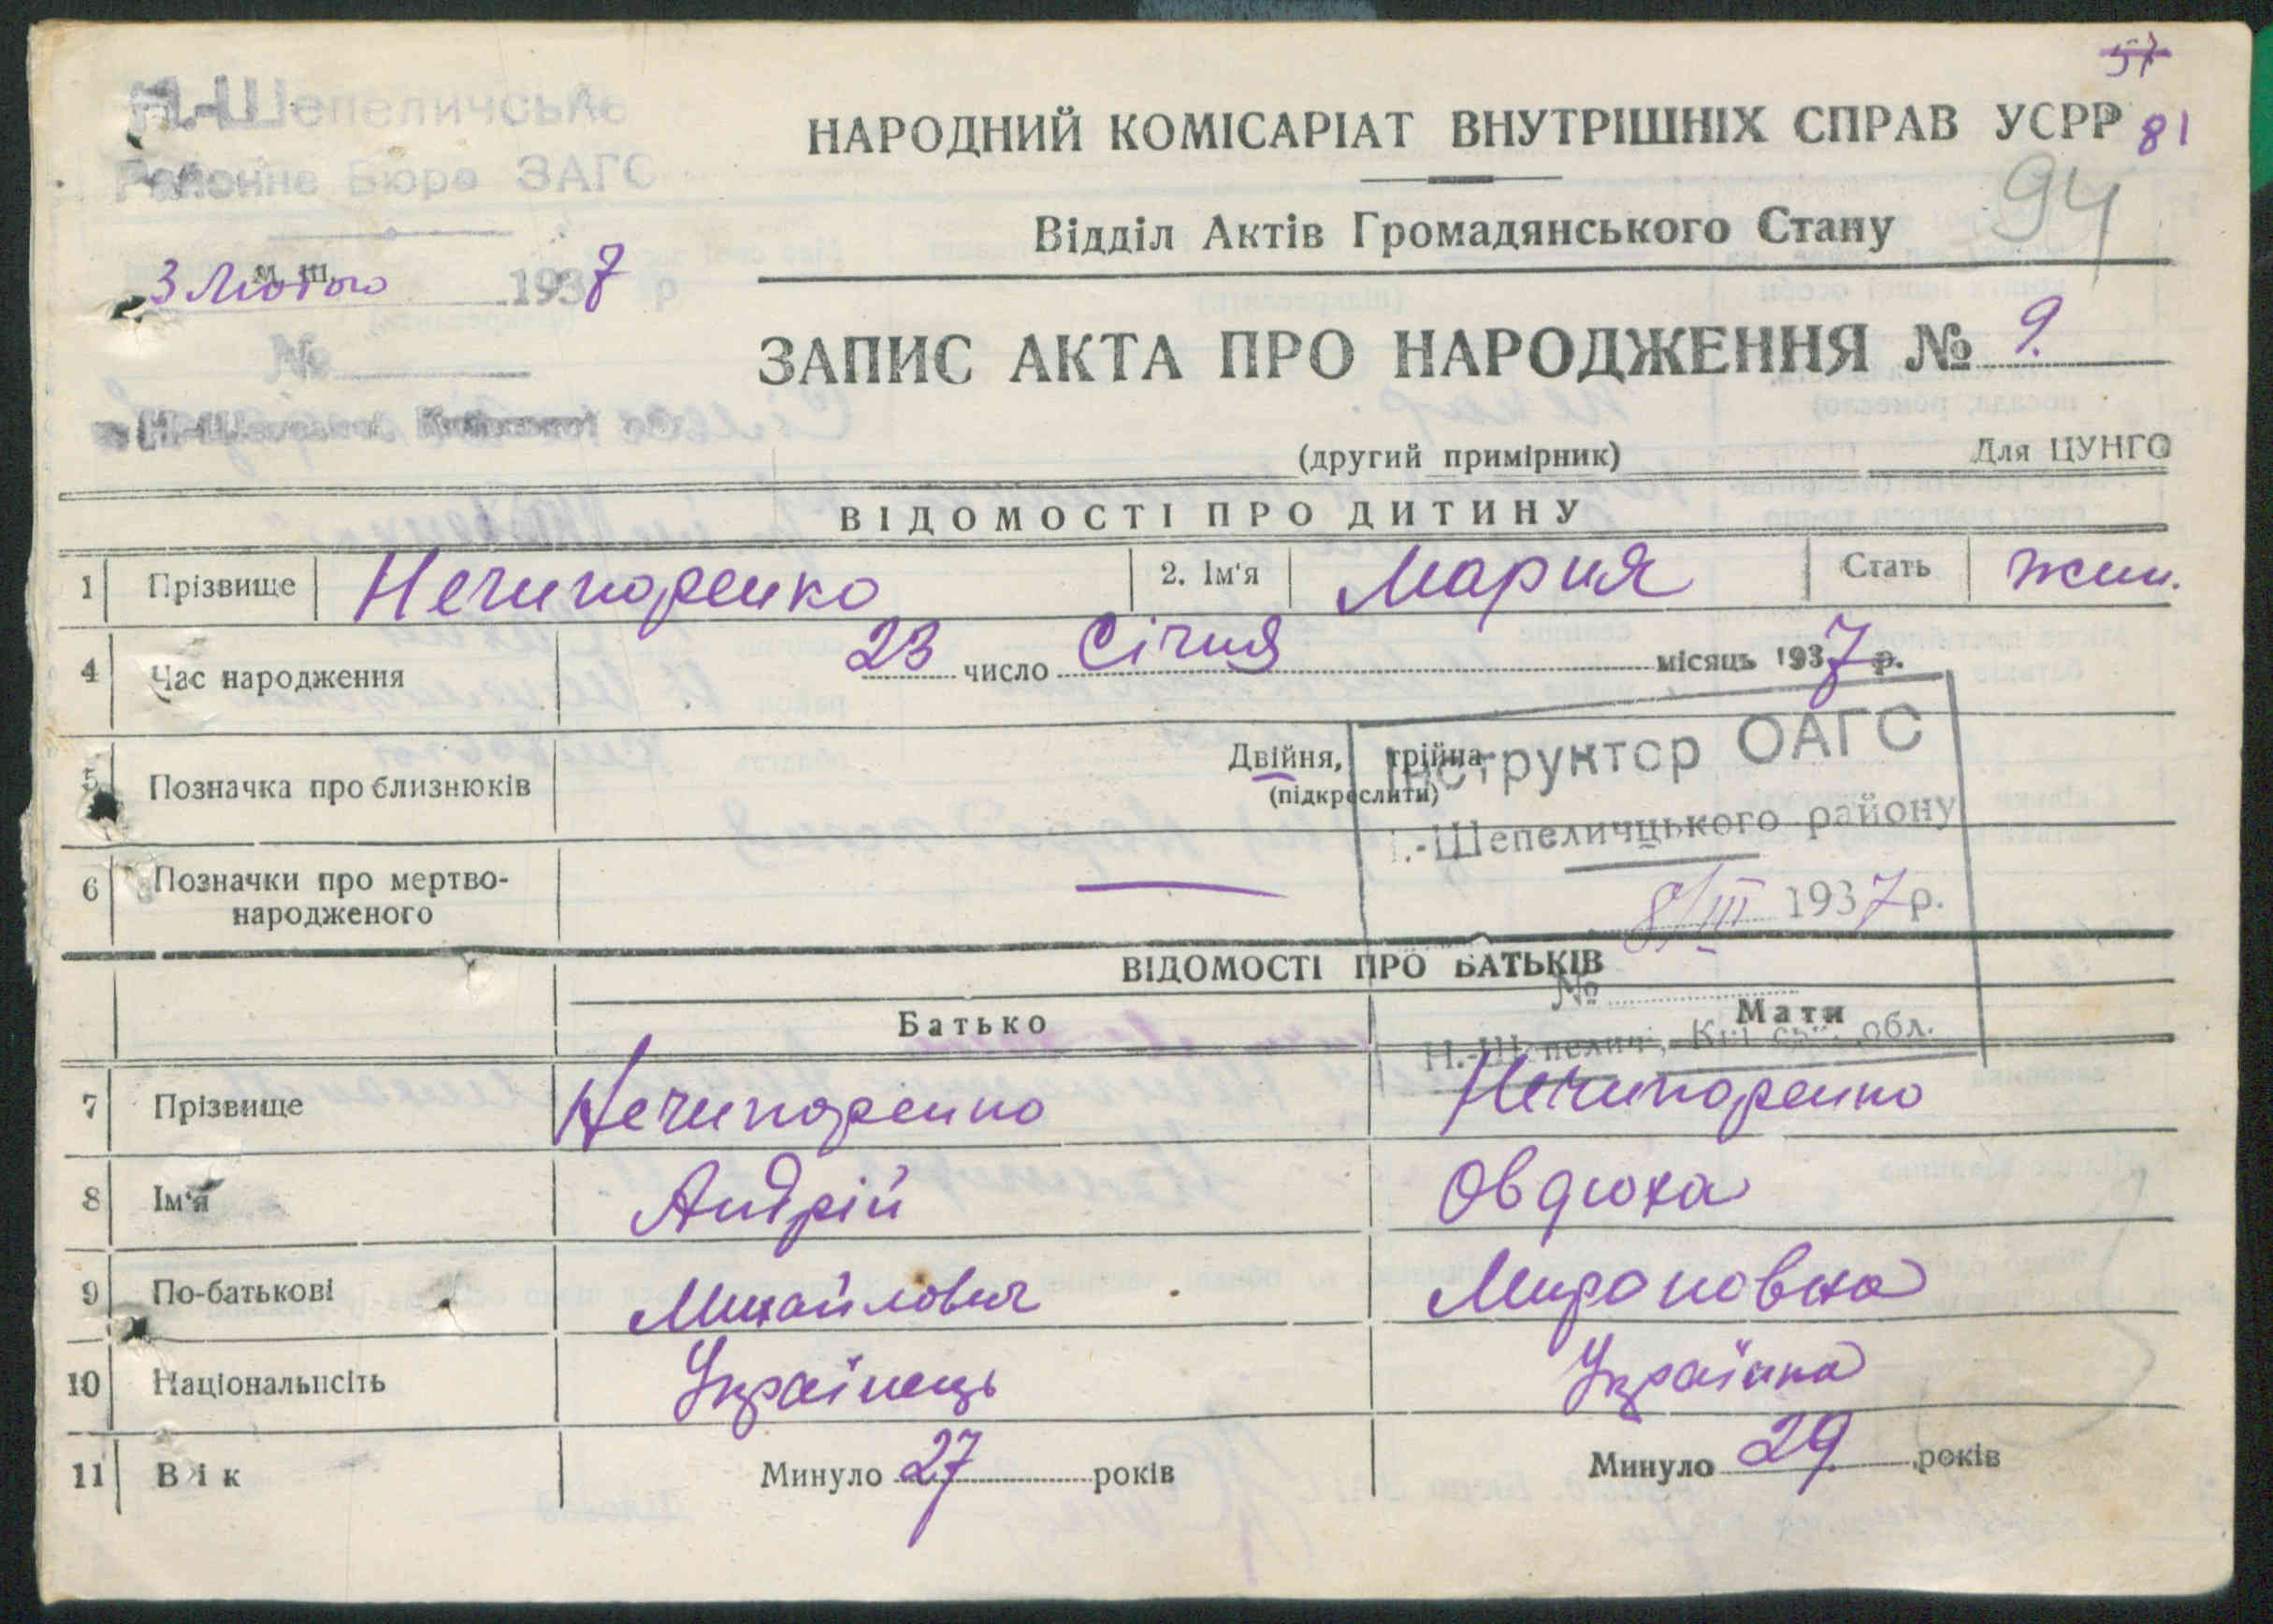 57
Н.-Шепеличське
НАРОДНИЙ КОМІСАРІАТ ВНУТРІШНІХ СПРАВ УСРР 81
Районне Бюро ЗАГС
94
Відділ Актів Громадянського Стану
3 Лютого 1937 р
ЗАПИС АКТА ПРО НАРОДЖЕННЯ № 9.
№
(другий примірник) Для ЦУНГО
ВІДОМОСТІ ПРО ДИТИНУ
1 Прізвище Нечипоренко 2. Ім'я Мария Стать жін.
4 Час народження 23 число Січня місяць 1937 р.
5 Позначка про близнюків Двійня, трійня
(підкреслити)
Інструктор ОАГС
Н.-Шепеличцького району
6 Позначки про мертво-
народженого —
8/III 1937 р.
ВІДОМОСТІ ПРО БАТЬКІВ
№
Батько Мати
Н.-Шепеличі, Київськ. обл.
7 Прізвище Нечипоренко Нечипоренко
8 Ім'я Андрій Овдюха
9 По-батькові Михайлович Мироновна
10 Національнсіть Українець Українка
11 Вік Минуло 27 років Минуло 29 років